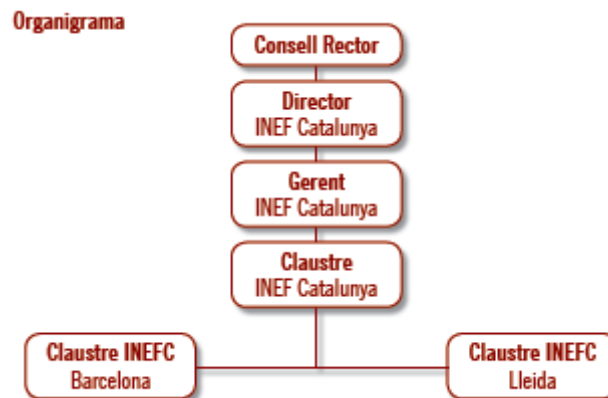 Organigrama
Consell Rector
Director
INEF Catalunya
Gerent
INEF Catalunya
Claustre
INEF Catalunya
Claustre INEFC
Barcelona
Claustre INEFC
Lleida